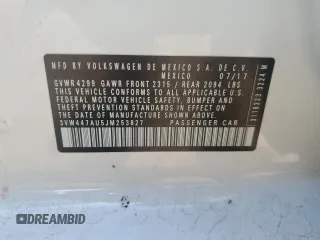 MFD BY VOLKSWAGEN DE MEXICO S.A. DE C.V.
MEXICO 07/17
GVWR 4299 GAWR FRONT 2315 / REAR 2094 LBS
THIS VEHICLE CONFORMS TO ALL APPLICABLE
FEDERAL MOTOR VEHICLE SAFETY, BUMPER AND
THEFT PREVENTION STANDARDS IN EFFECT ON
THE DATE OF MANUFACTURE SHOWN ABOVE
3VW447AU5JM253827 PASSENGER CAR
DREAMBID
DREAMBID